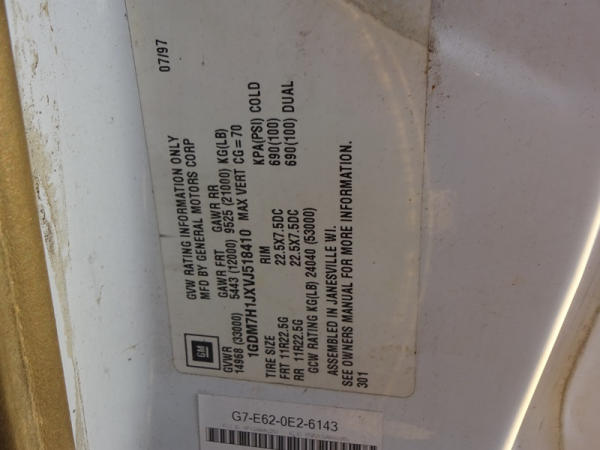 07/97
GVW RATING INFORMATION ONLY
MFD BY GENERAL MOTORS CORP
GM
GVWR GAWR FRT GAWR RR
14968 (33000) 5443 (12000) 9525 (21000) KG(LB)
1GDM7H1JXVJ518410 MAX VERT CG=70
TIRE SIZE RIM KPA(PSI) COLD
FRT 11R22.5G 22.5X7.5DC 690(100)
RR 11R22.5G 22.5X7.5DC 690(100) DUAL
GCW RATING KG(LB) 24040 (53000)
ASSEMBLED IN JANESVILLE WI.
SEE OWNERS MANUAL FOR MORE INFORMATION.
301
G7-E62-0E2-6143